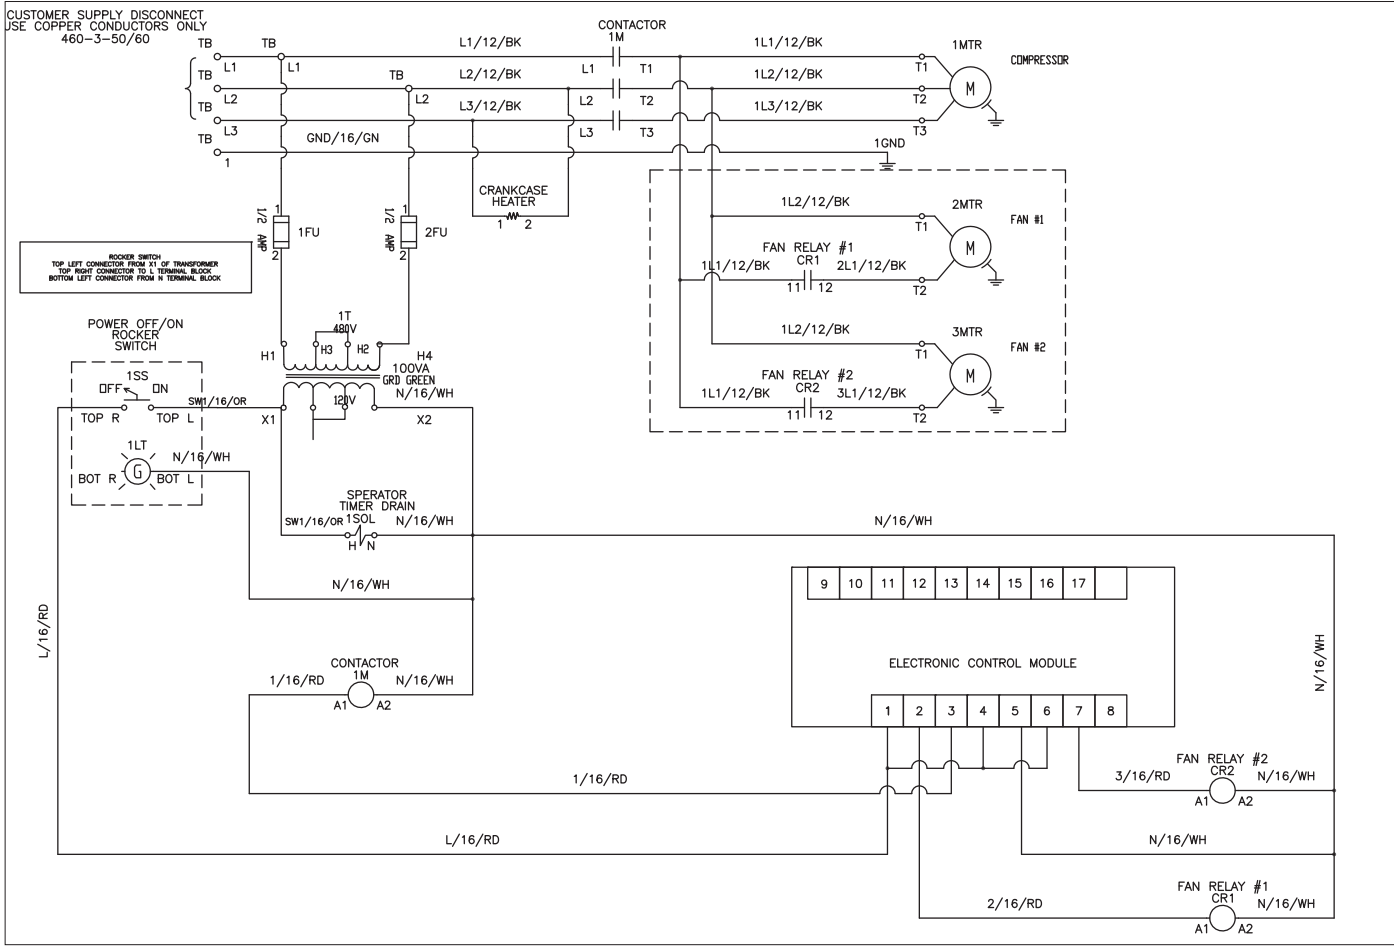 CUSTOMER SUPPLY DISCONNECT
USE COPPER CONDUCTORS ONLY
460-3-50/60
TB
TB
L1
L1
L1/12/BK
CONTACTOR
1M
L1
T1
1L1/12/BK
T1
1MTR
COMPRESSOR
TB
L2
TB
L2
L2/12/BK
L2
T2
1L2/12/BK
T2
M
TB
L3
L3/12/BK
L3
T3
1L3/12/BK
T3
TB
1
GND/16/GN
1GND
CRANKCASE
HEATER
1
2
1/2 AMP
1
2
1FU
1/2 AMP
1
2
2FU
1L2/12/BK
T1
2MTR
M
FAN #1
FAN RELAY #1
CR1
1L1/12/BK
11
12
2L1/12/BK
T2
1L2/12/BK
T1
3MTR
M
FAN #2
FAN RELAY #2
CR2
1L1/12/BK
11
12
3L1/12/BK
T2
ROCKER SWITCH
TOP LEFT CONNECTOR FROM X1 OF TRANSFORMER
TOP RIGHT CONNECTOR TO L TERMINAL BLOCK
BOTTOM LEFT CONNECTOR FROM N TERMINAL BLOCK
1T
480V
H1
H3
H2
H4
100VA
GRD GREEN
N/16/WH
120V
X1
X2
POWER OFF/ON
ROCKER
SWITCH
1SS
OFF
ON
SW1/16/OR
TOP R
TOP L
1LT
G
N/16/WH
BOT R
BOT L
SPERATOR
TIMER DRAIN
1SOL
SW1/16/OR
N/16/WH
H
N
N/16/WH
N/16/WH
L/16/RD
CONTACTOR
1M
1/16/RD
N/16/WH
A1
A2
9
10
11
12
13
14
15
16
17
ELECTRONIC CONTROL MODULE
1
2
3
4
5
6
7
8
N/16/WH
1/16/RD
FAN RELAY #2
CR2
3/16/RD
N/16/WH
A1
A2
L/16/RD
N/16/WH
FAN RELAY #1
CR1
2/16/RD
N/16/WH
A1
A2